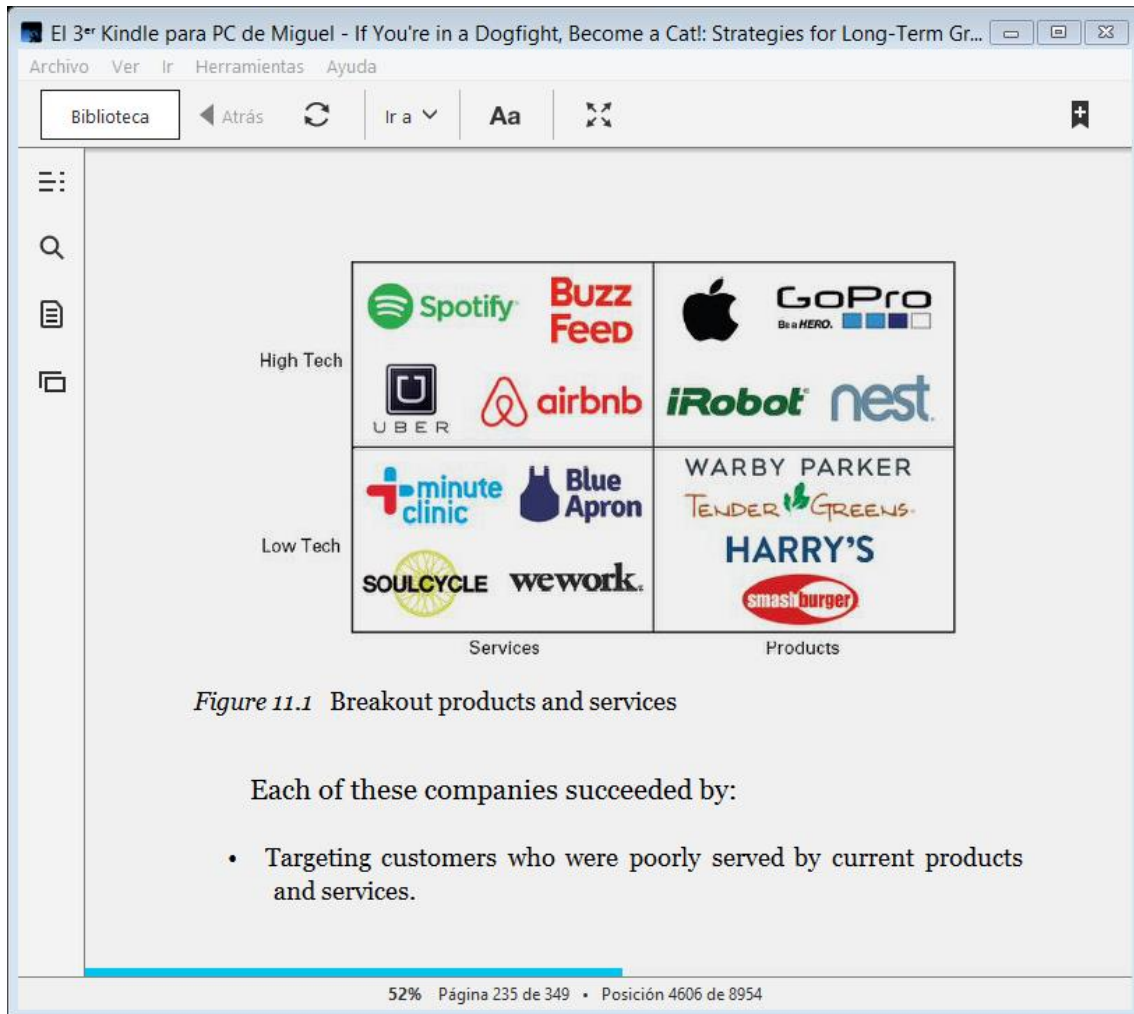 El 3er Kindle para PC de Miguel - If You're in a Dogfight, Become a Cat!: Strategies for Long-Term Gr...
Archivo Ver Ir Herramientas Ayuda
Biblioteca Atrás Ir a Aa
Spotify BUZZ FEED GoPro
Be a HERO.
High Tech
U
UBER airbnb iRobot nest
minute clinic Blue Apron WARBY PARKER
TENDER GREENS
Low Tech HARRY'S
SOULCYCLE wework smashburger
Services Products
Figure 11.1 Breakout products and services
Each of these companies succeeded by:
• Targeting customers who were poorly served by current products
and services.
52% Página 235 de 349 • Posición 4606 de 8954